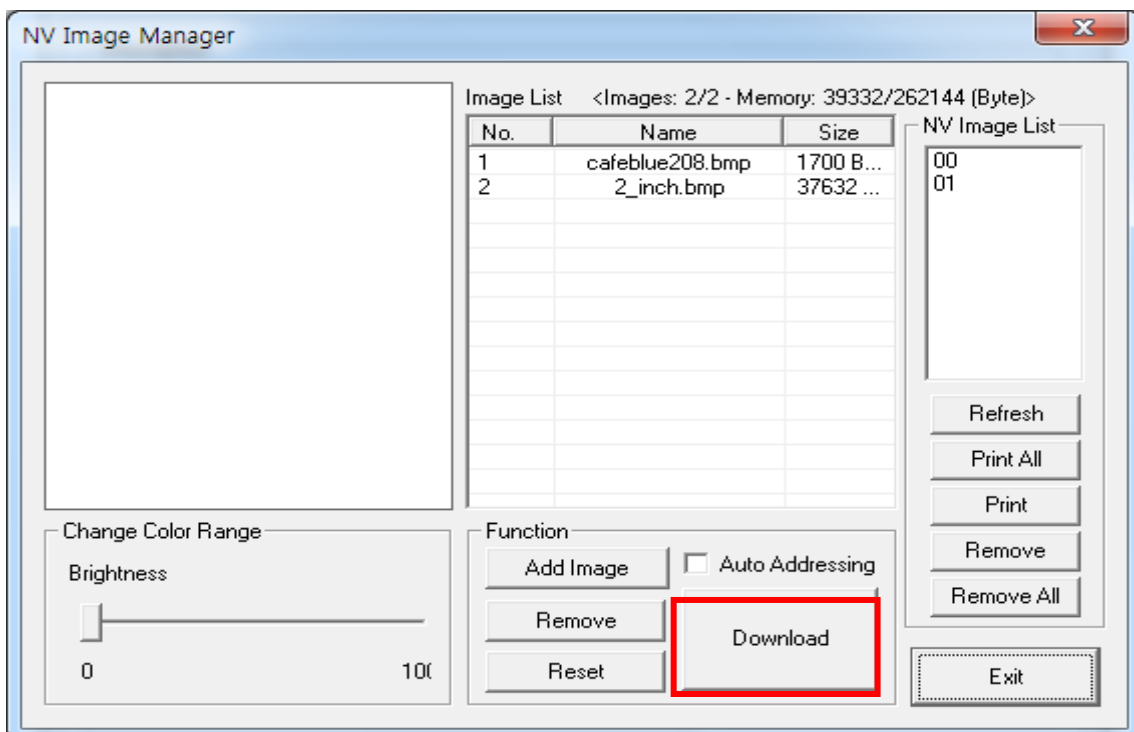 NV Image Manager
Image List <Images: 2/2 - Memory: 39332/262144 (Byte)>
No. Name Size
1 cafeblue208.bmp 1700 B...
2 2_inch.bmp 37632 ...
NV Image List
00
01
Refresh
Print All
Print
Remove
Remove All
Change Color Range
Brightness
0 100
Function
Add Image
Auto Addressing
Remove
Download
Reset
Exit